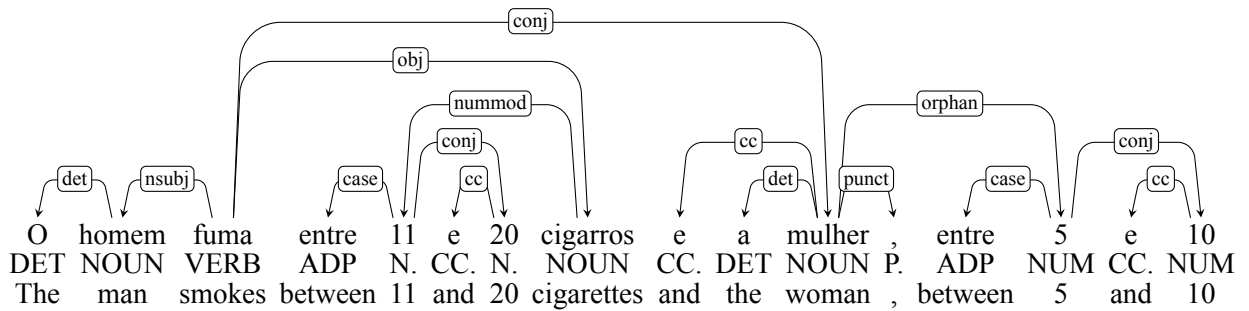 conj
obj
nummod orphan
conj cc conj
det nsubj case cc det punct case cc
O homem fuma entre 11 e 20 cigarros e a mulher , entre 5 e 10
DET NOUN VERB ADP N. CC. N. NOUN CC. DET NOUN P. ADP NUM CC. NUM
The man smokes between 11 and 20 cigarettes and the woman , between 5 and 10